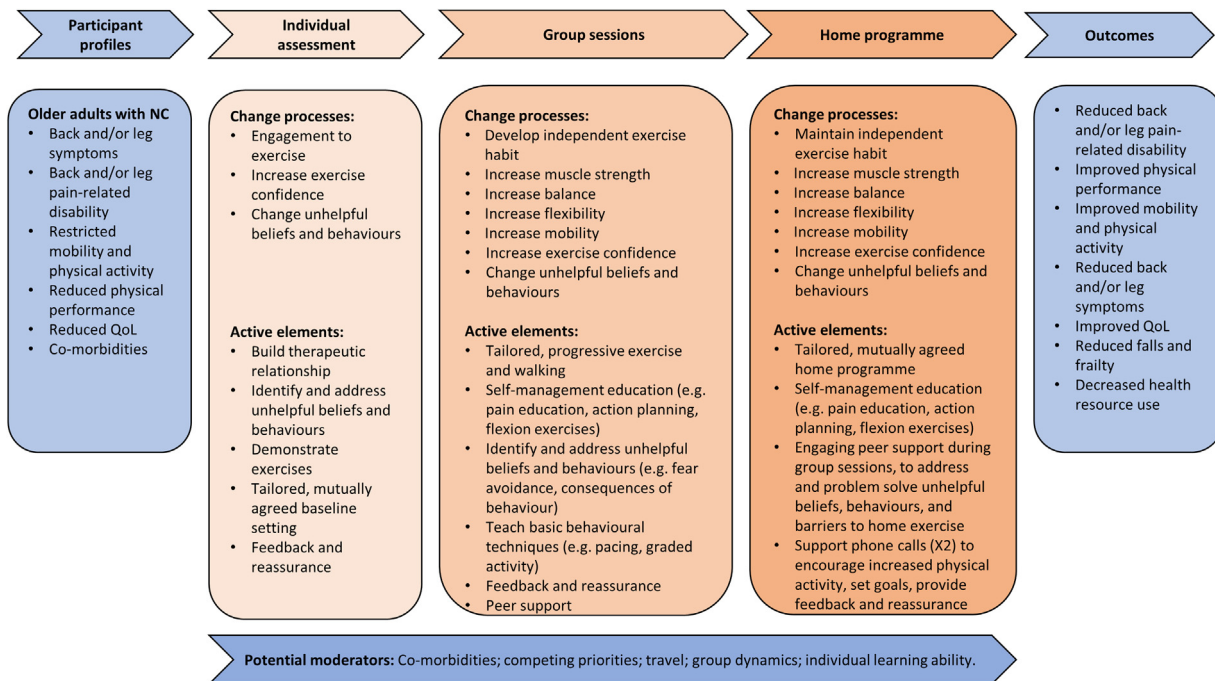 Participant
profiles
Individual
assessment
Group sessions
Home programme
Outcomes
Older adults with NC
• Back and/or leg
symptoms
• Back and/or leg
pain-related
disability
• Restricted
mobility and
physical activity
• Reduced physical
performance
• Reduced QoL
• Co-morbidities
Change processes:
• Engagement to
exercise
• Increase exercise
confidence
• Change unhelpful
beliefs and behaviours
Active elements:
• Build therapeutic
relationship
• Identify and address
unhelpful beliefs and
behaviours
• Demonstrate
exercises
• Tailored, mutually
agreed baseline
setting
• Feedback and
reassurance
Change processes:
• Develop independent exercise
habit
• Increase muscle strength
• Increase balance
• Increase flexibility
• Increase mobility
• Increase exercise confidence
• Change unhelpful beliefs and
behaviours
Active elements:
• Tailored, progressive exercise
and walking
• Self-management education (e.g.
pain education, action planning,
flexion exercises)
• Identify and address unhelpful
beliefs and behaviours (e.g. fear
avoidance, consequences of
behaviour)
• Teach basic behavioural
techniques (e.g. pacing, graded
activity)
• Feedback and reassurance
• Peer support
Change processes:
• Maintain independent
exercise habit
• Increase muscle strength
• Increase balance
• Increase flexibility
• Increase mobility
• Increase exercise confidence
• Change unhelpful beliefs and
behaviours
Active elements:
• Tailored, mutually agreed
home programme
• Self-management education
(e.g. pain education, action
planning, flexion exercises)
• Engaging peer support during
group sessions, to address
and problem solve unhelpful
beliefs, behaviours, and
barriers to home exercise
• Support phone calls (X2) to
encourage increased physical
activity, set goals, provide
feedback and reassurance
• Reduced back
and/or leg pain-
related disability
• Improved physical
performance
• Improved mobility
and physical
activity
• Reduced back
and/or leg
symptoms
• Improved QoL
• Reduced falls and
frailty
• Decreased health
resource use
Potential moderators: Co-morbidities; competing priorities; travel; group dynamics; individual learning ability.